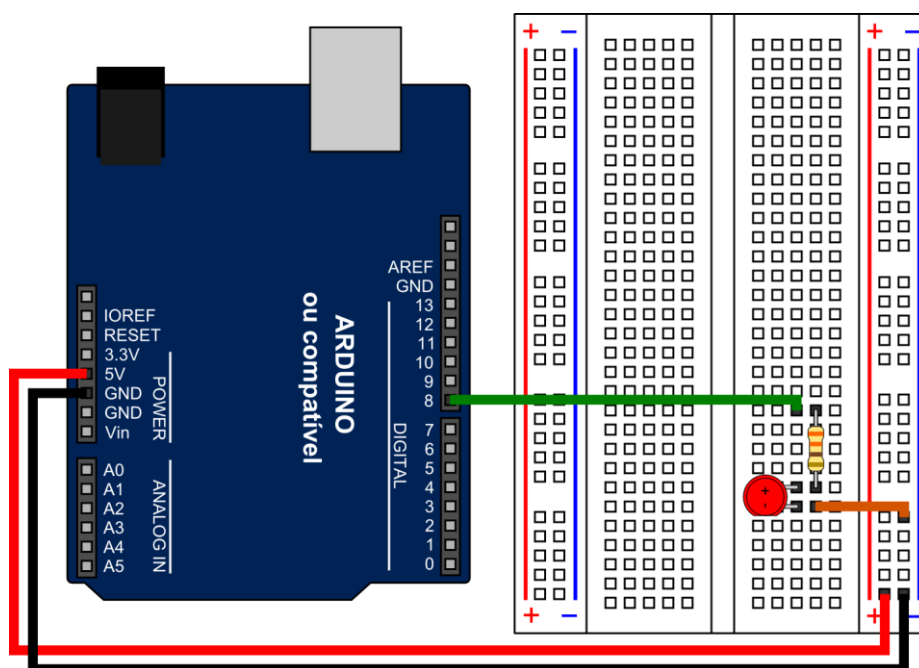 + −
+ −
AREF
GND
13
12
11
10
9
8
7
6
5
4
3
2
1
0
DIGITAL
ARDUINO
ou compatível
IOREF
RESET
3.3V
5V
GND
GND
Vin
POWER
A0
A1
A2
A3
A4
A5
ANALOG IN
+
-
+ −
+ −